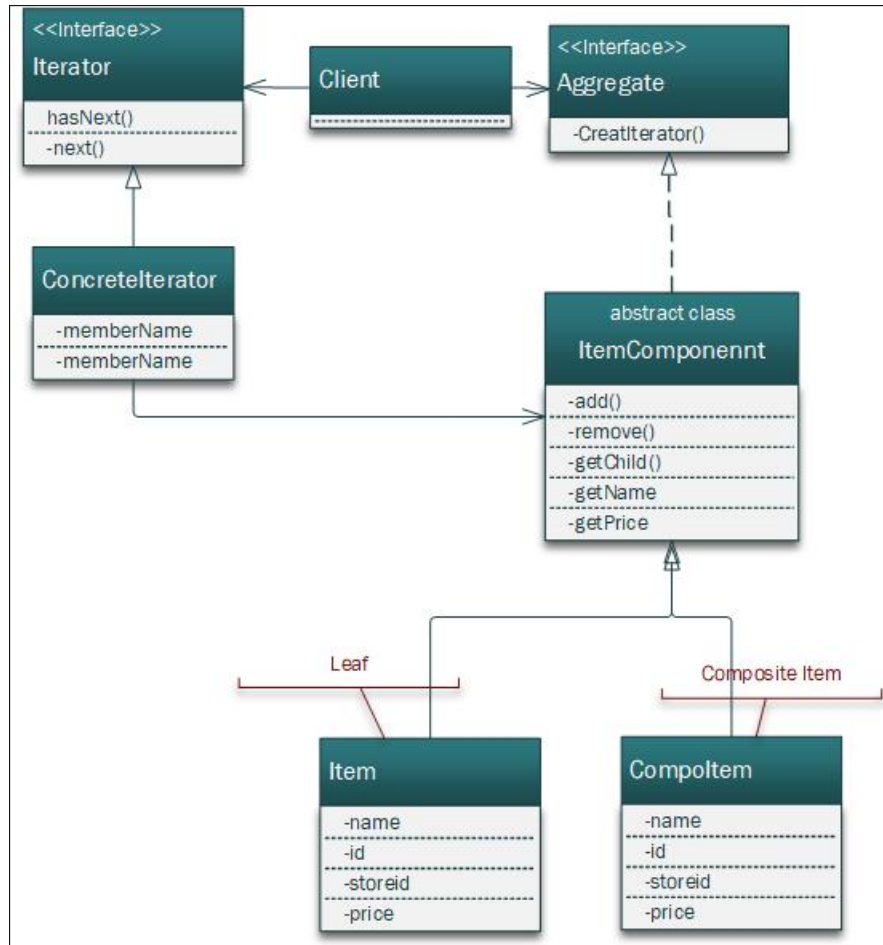 <<Interface>>
Iterator
hasNext()
-next()
Client
<<Interface>>
Aggregate
-CreatIterator()
ConcreteIterator
-memberName
-memberName
abstract class
ItemComponennt
-add()
-remove()
-getChild()
-getName
-getPrice
Leaf
Composite Item
Item
-name
-id
-storeid
-price
CompoItem
-name
-id
-storeid
-price